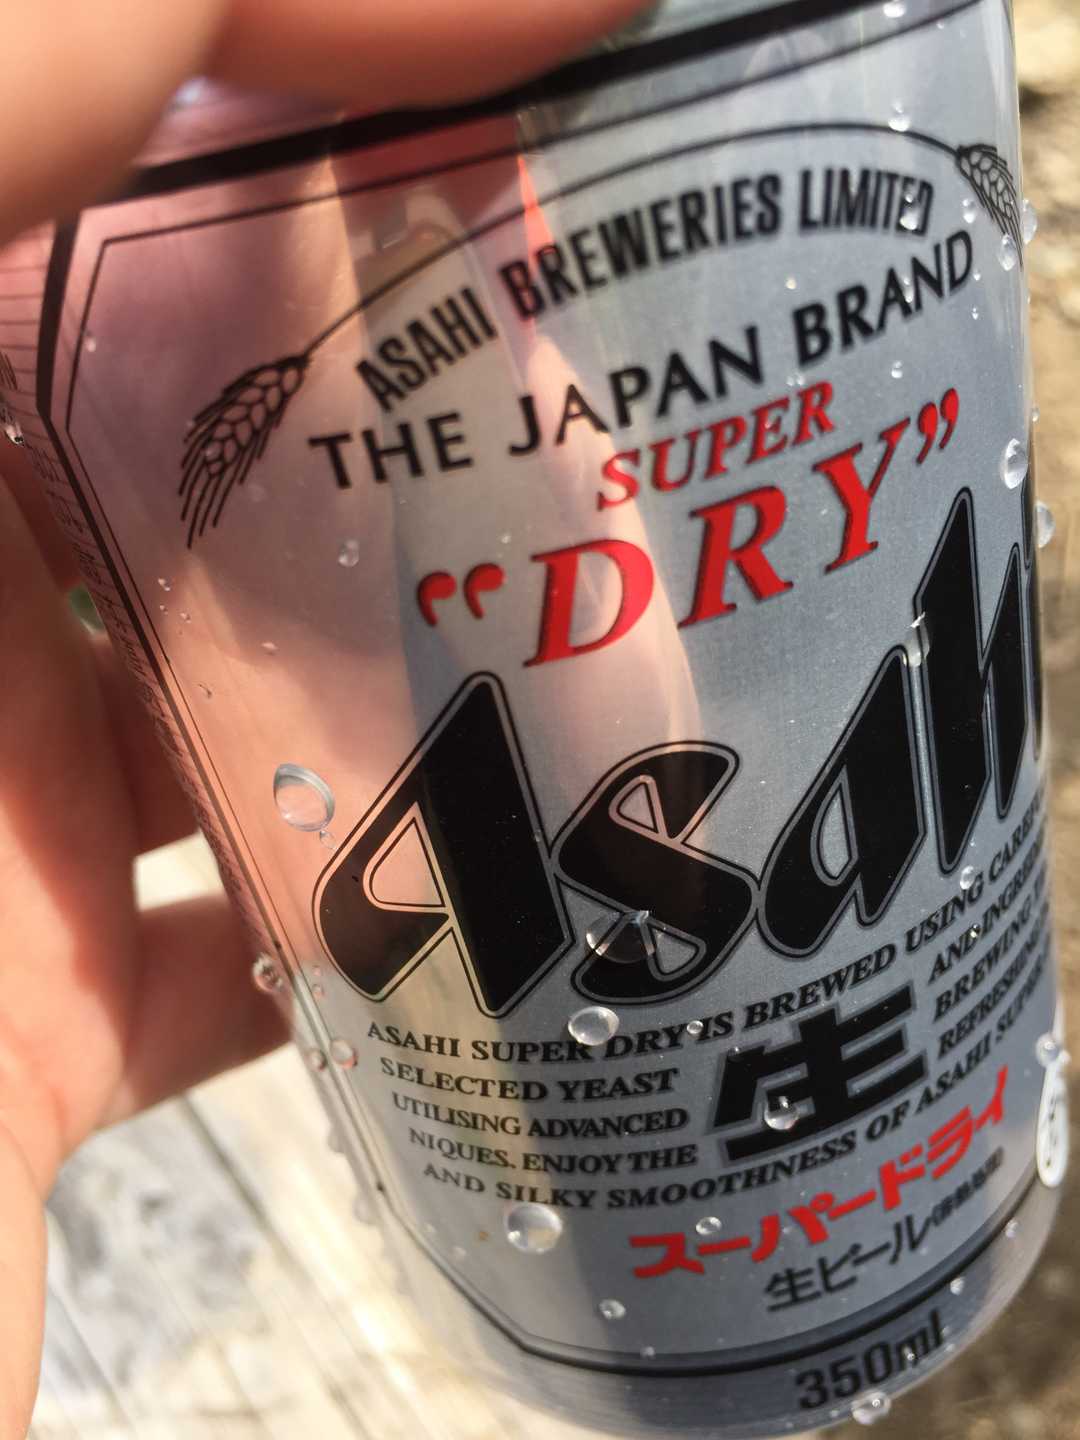 ASAHI BREWERIES LIMITED
THE JAPAN BRAND
SUPER
"DRY"
Asahi
ASAHI SUPER DRY IS BREWED USING
SELECTED YEAST AND
UTILISING ADVANCED BREWING
NIQUES. ENJOY THE
AND SILKY SMOOTHNESS OF ASAHI
生
スーパードライ
生ビール
350ml